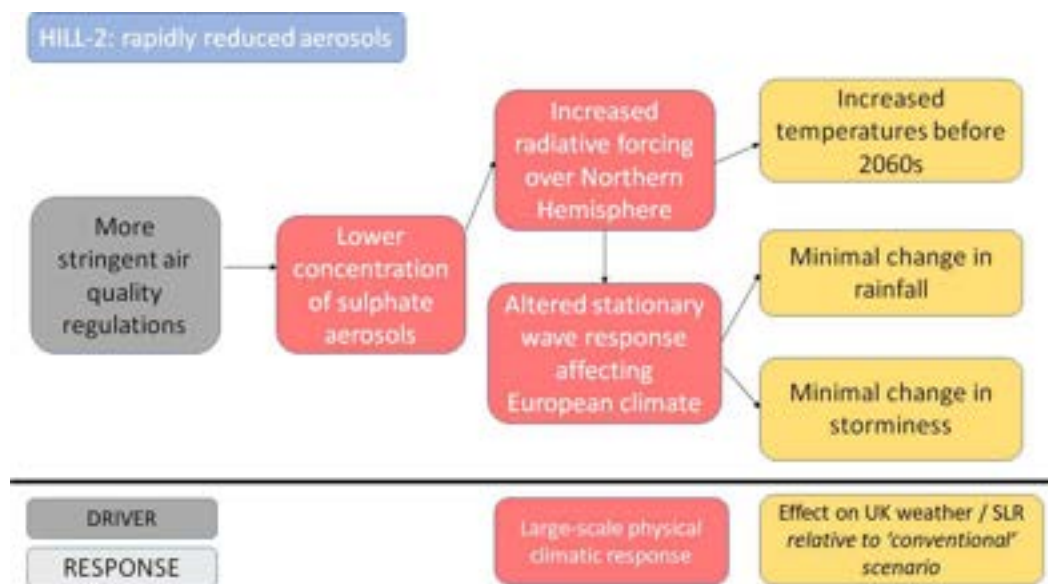 HILL-2: rapidly reduced aerosols
More
stringent air
quality
regulations
Lower
concentration
of sulphate
aerosols
Increased
radiative forcing
over Northern
Hemisphere
Altered stationary
wave response
affecting
European climate
Increased
temperatures before
2060s
Minimal change in
rainfall
Minimal change in
storminess
DRIVER
RESPONSE
Large-scale physical
climatic response
Effect on UK weather / SLR
relative to 'conventional'
scenario